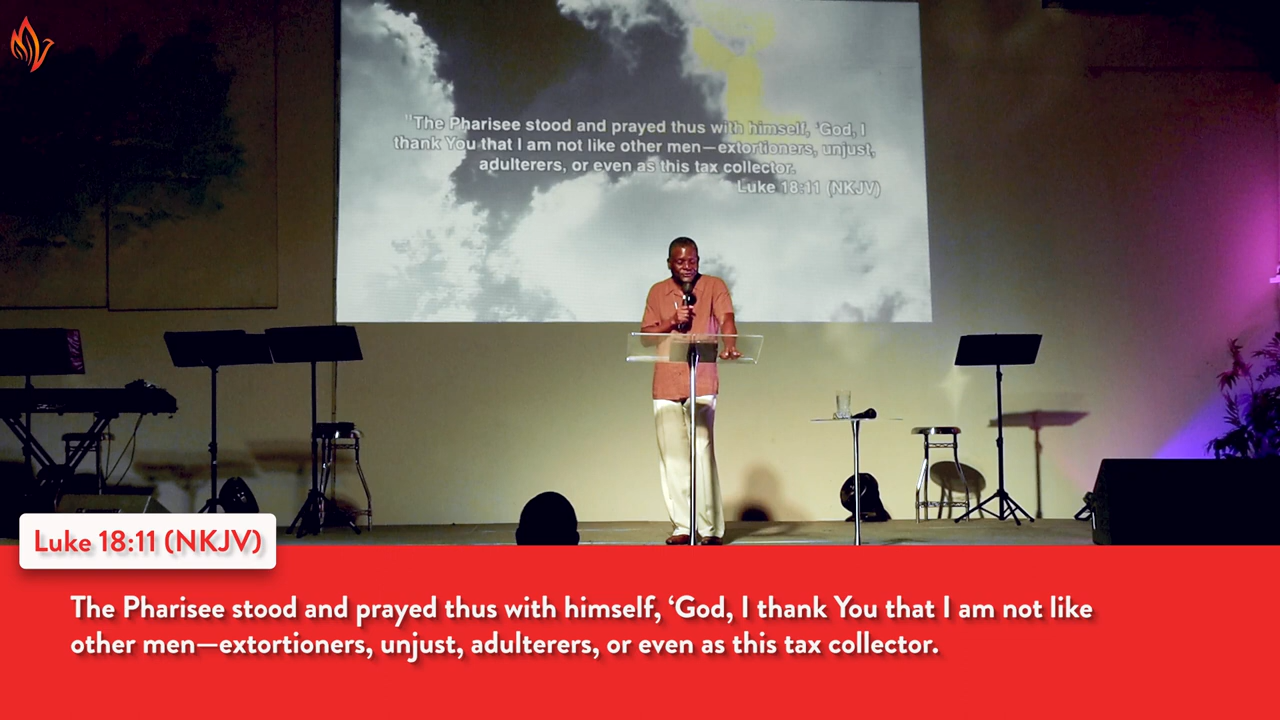 "The Pharisee stood and prayed thus with himself, ‘God, I
thank You that I am not like other men—extortioners, unjust,
adulterers, or even as this tax collector.
Luke 18:11 (NKJV)
Luke 18:11 (NKJV)
The Pharisee stood and prayed thus with himself, ‘God, I thank You that I am not like
other men—extortioners, unjust, adulterers, or even as this tax collector.